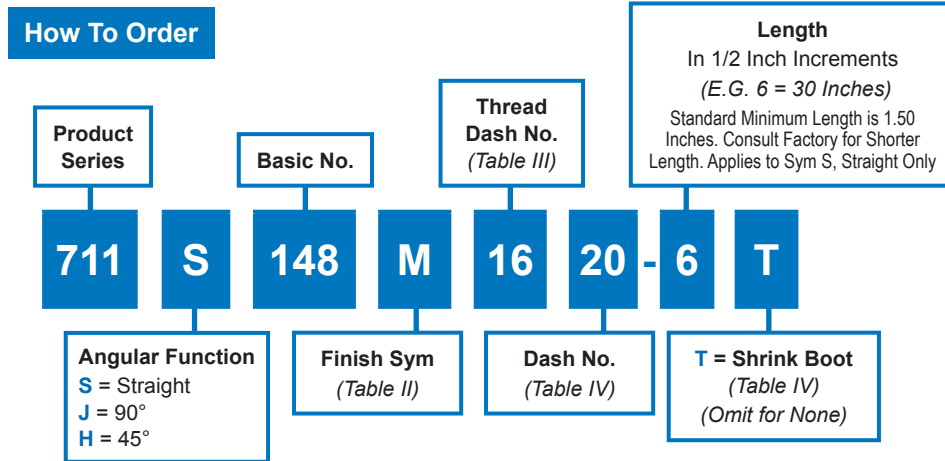 How To Order
Length
In 1/2 Inch Increments
(E.G. 6 = 30 Inches)
Standard Minimum Length is 1.50
Inches. Consult Factory for Shorter
Length. Applies to Sym S, Straight Only
Product
Series
Basic No.
Thread
Dash No.
(Table III)
711 S 148 M 16 20 - 6 T
Angular Function
S = Straight
J = 90°
H = 45°
Finish Sym
(Table II)
Dash No.
(Table IV)
T = Shrink Boot
(Table IV)
(Omit for None)